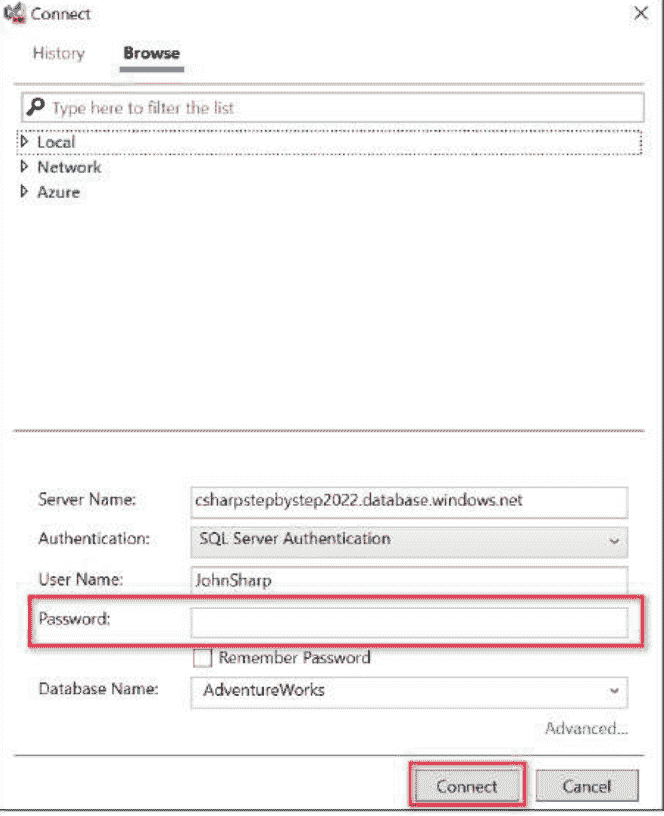 Connect
History Browse
Type here to filter the list
Local
Network
Azure
Server Name: csharpstepbystep2022.database.windows.net
Authentication: SQL Server Authentication
User Name: JohnSharp
Password:
Remember Password
Database Name: AdventureWorks
Advanced...
Connect Cancel